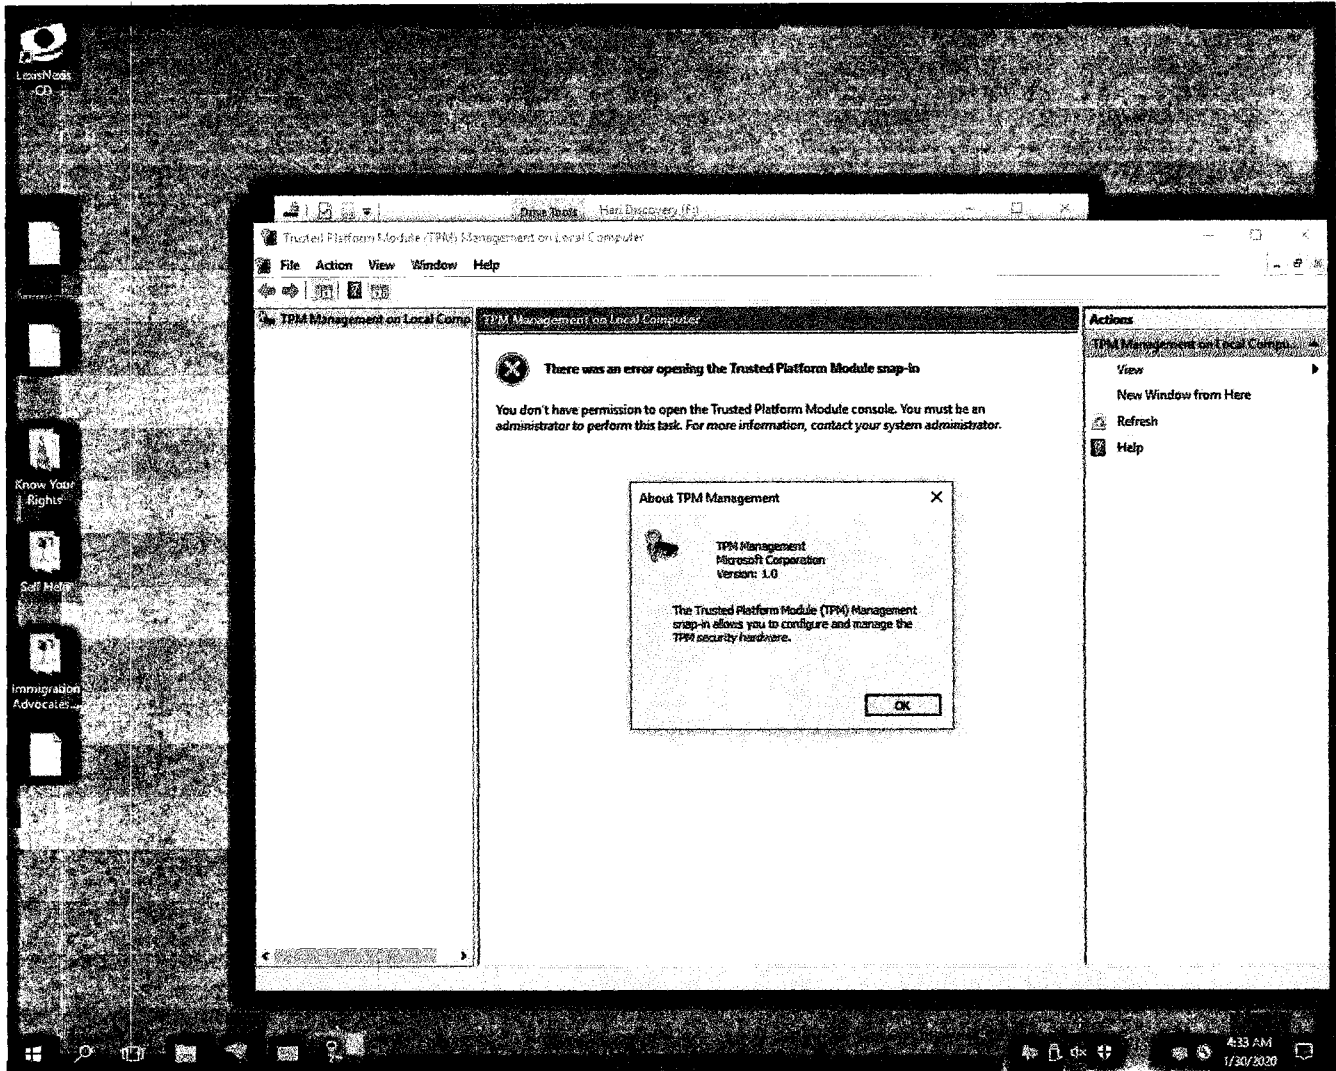 LexisNexis
CD
Drive Tools Hari Discovery (F:)
Trusted Platform Module (TPM) Management on Local Computer
File Action View Window Help
TPM Management on Local Comp
TPM Management on Local Computer
Actions
TPM Management on Local Compu...
View
New Window from Here
Refresh
Help
There was an error opening the Trusted Platform Module snap-in
You don't have permission to open the Trusted Platform Module console. You must be an
administrator to perform this task. For more information, contact your system administrator.
About TPM Management
TPM Management
Microsoft Corporation
Version: 1.0
The Trusted Platform Module (TPM) Management
snap-in allows you to configure and manage the
TPM security hardware.
OK
Know Your
Rights
Self Help
Immigration
Advocates...
4:33 AM
1/30/2020